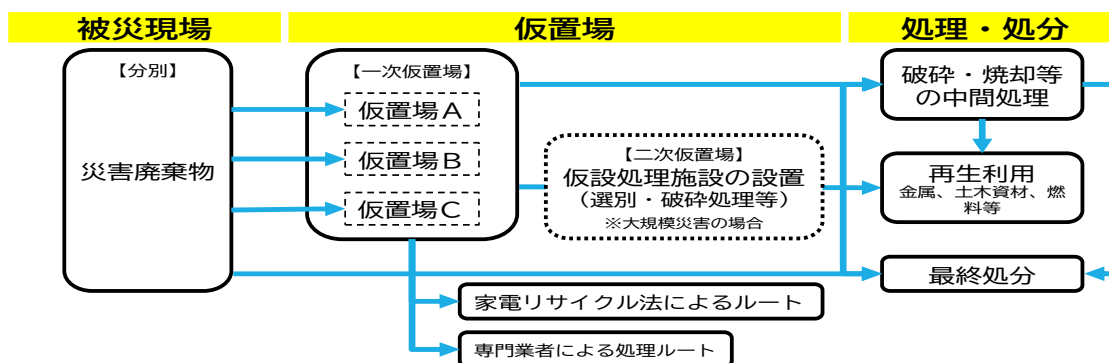 被災現場
仮置場
処理・処分
【分別】
災害廃棄物
【一次仮置場】
仮置場A
仮置場B
仮置場C
【二次仮置場】
仮設処理施設の設置
（選別・破砕処理等）
※大規模災害の場合
破砕・焼却等
の中間処理
再生利用
金属、土木資材、燃
料等
最終処分
家電リサイクル法によるルート
専門業者による処理ルート